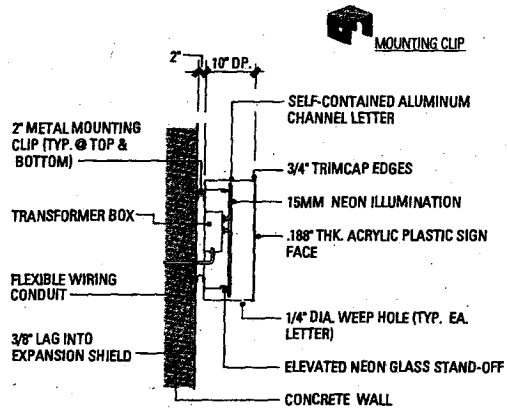 MOUNTING CLIP
2"
10" DP.
SELF-CONTAINED ALUMINUM
CHANNEL LETTER
2" METAL MOUNTING
CLIP (TYP. @ TOP &
BOTTOM)
3/4" TRIMCAP EDGES
15MM NEON ILLUMINATION
TRANSFORMER BOX
.188" THK. ACRYLIC PLASTIC SIGN
FACE
FLEXIBLE WIRING
CONDUIT
1/4" DIA. WEEP HOLE (TYP. EA.
LETTER)
3/8" LAG INTO
EXPANSION SHIELD
ELEVATED NEON GLASS STAND-OFF
CONCRETE WALL